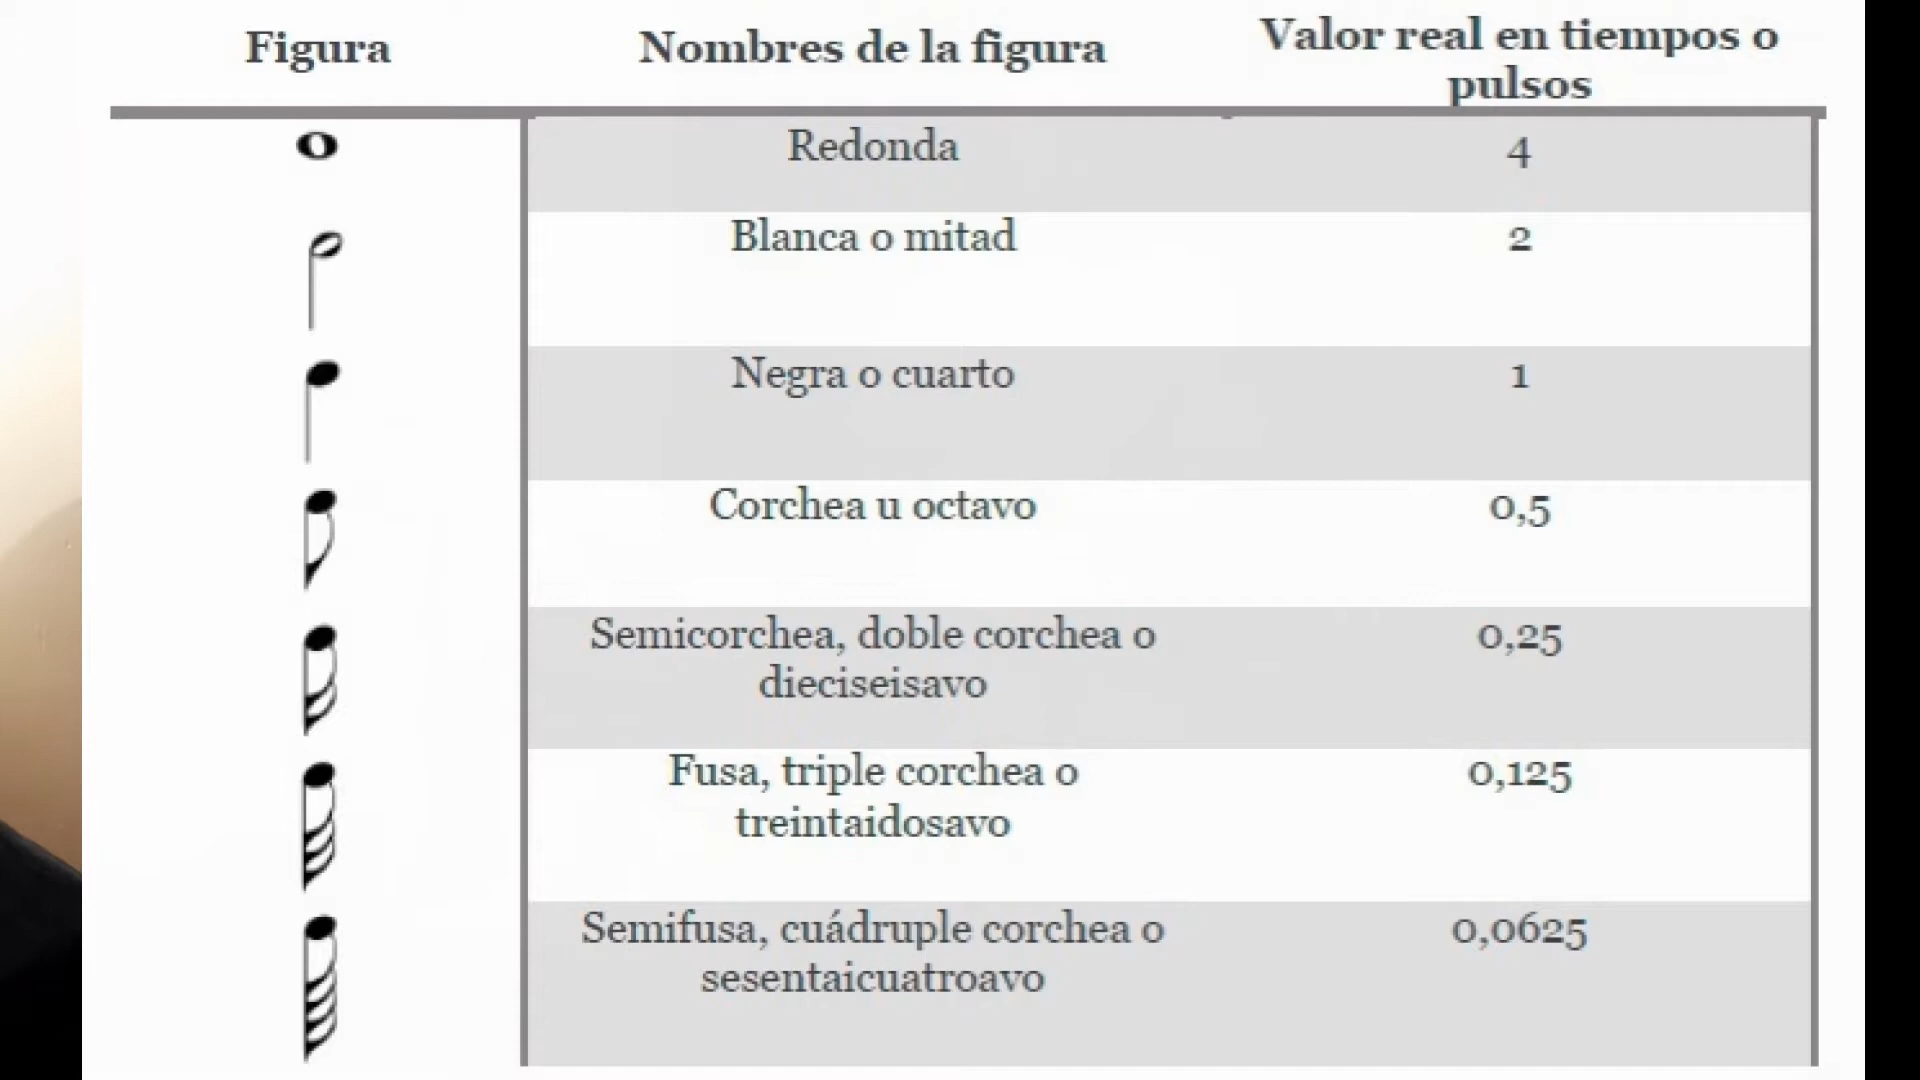 Figura
Nombres de la figura
Valor real en tiempos o
pulsos
Redonda
4
Blanca o mitad
2
Negra o cuarto
1
Corchea u octavo
0,5
Semicorchea, doble corchea o
dieciseisavo
0,25
Fusa, triple corchea o
treintaidosavo
0,125
Semifusa, cuádruple corchea o
sesentaicuatroavo
0,0625